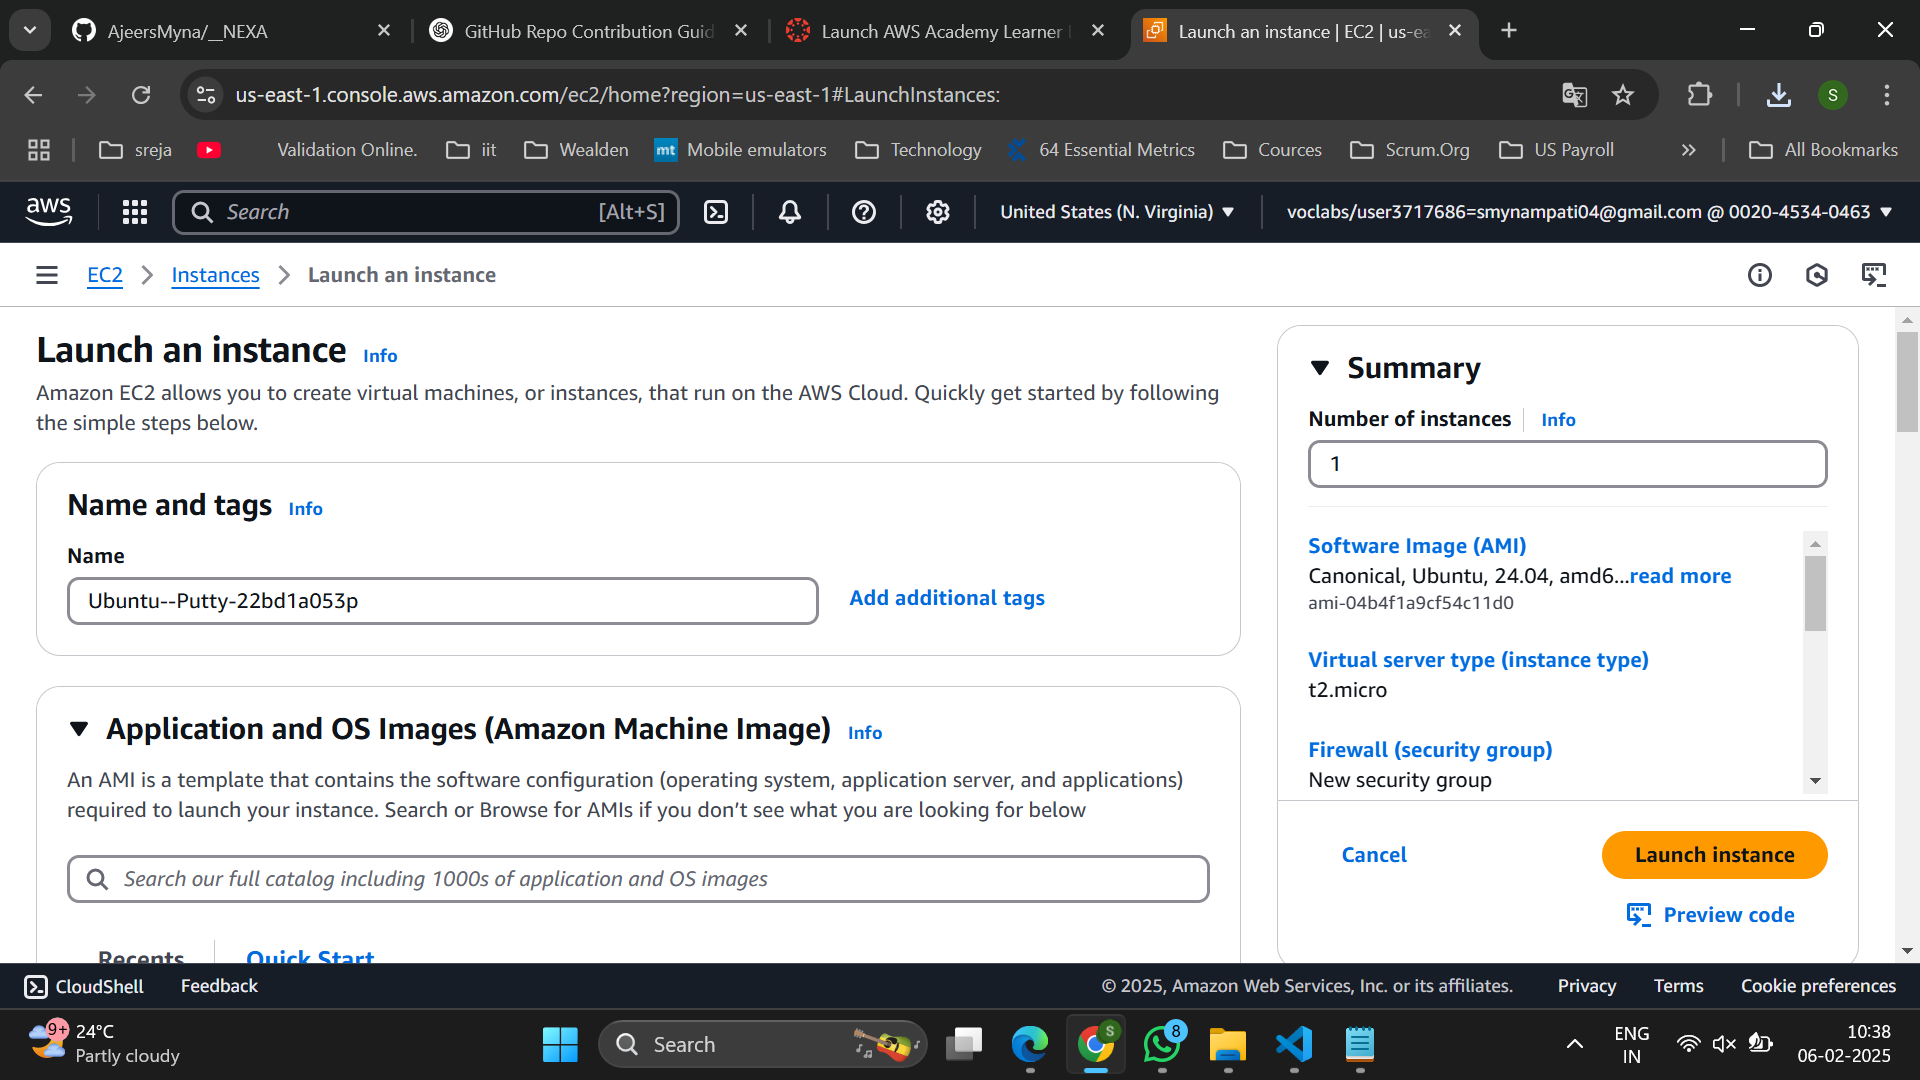 AjeersMyna/__NEXA
GitHub Repo Contribution Guid
Launch AWS Academy Learner
Launch an instance | EC2 | us-ea
us-east-1.console.aws.amazon.com/ec2/home?region=us-east-1#LaunchInstances:
S
sreja
Validation Online.
iit
Wealden
mt
Mobile emulators
Technology
64 Essential Metrics
Cources
Scrum.Org
US Payroll
All Bookmarks
aws
Search
[Alt+S]
United States (N. Virginia)
voclabs/user3717686=smynampati04@gmail.com @ 0020-4534-0463
EC2
Instances
Launch an instance
Launch an instance Info
Amazon EC2 allows you to create virtual machines, or instances, that run on the AWS Cloud. Quickly get started by following
the simple steps below.
Name and tags Info
Name
Ubuntu--Putty-22bd1a053p
Add additional tags
Application and OS Images (Amazon Machine Image) Info
An AMI is a template that contains the software configuration (operating system, application server, and applications)
required to launch your instance. Search or Browse for AMIs if you don’t see what you are looking for below
Search our full catalog including 1000s of application and OS images
Recents
Quick Start
Summary
Number of instances Info
1
Software Image (AMI)
Canonical, Ubuntu, 24.04, amd6...read more
ami-04b4f1a9cf54c11d0
Virtual server type (instance type)
t2.micro
Firewall (security group)
New security group
Cancel
Launch instance
Preview code
CloudShell
Feedback
© 2025, Amazon Web Services, Inc. or its affiliates.
Privacy
Terms
Cookie preferences
9+
24°C
Partly cloudy
Search
S
8
ENG
IN
10:38
06-02-2025